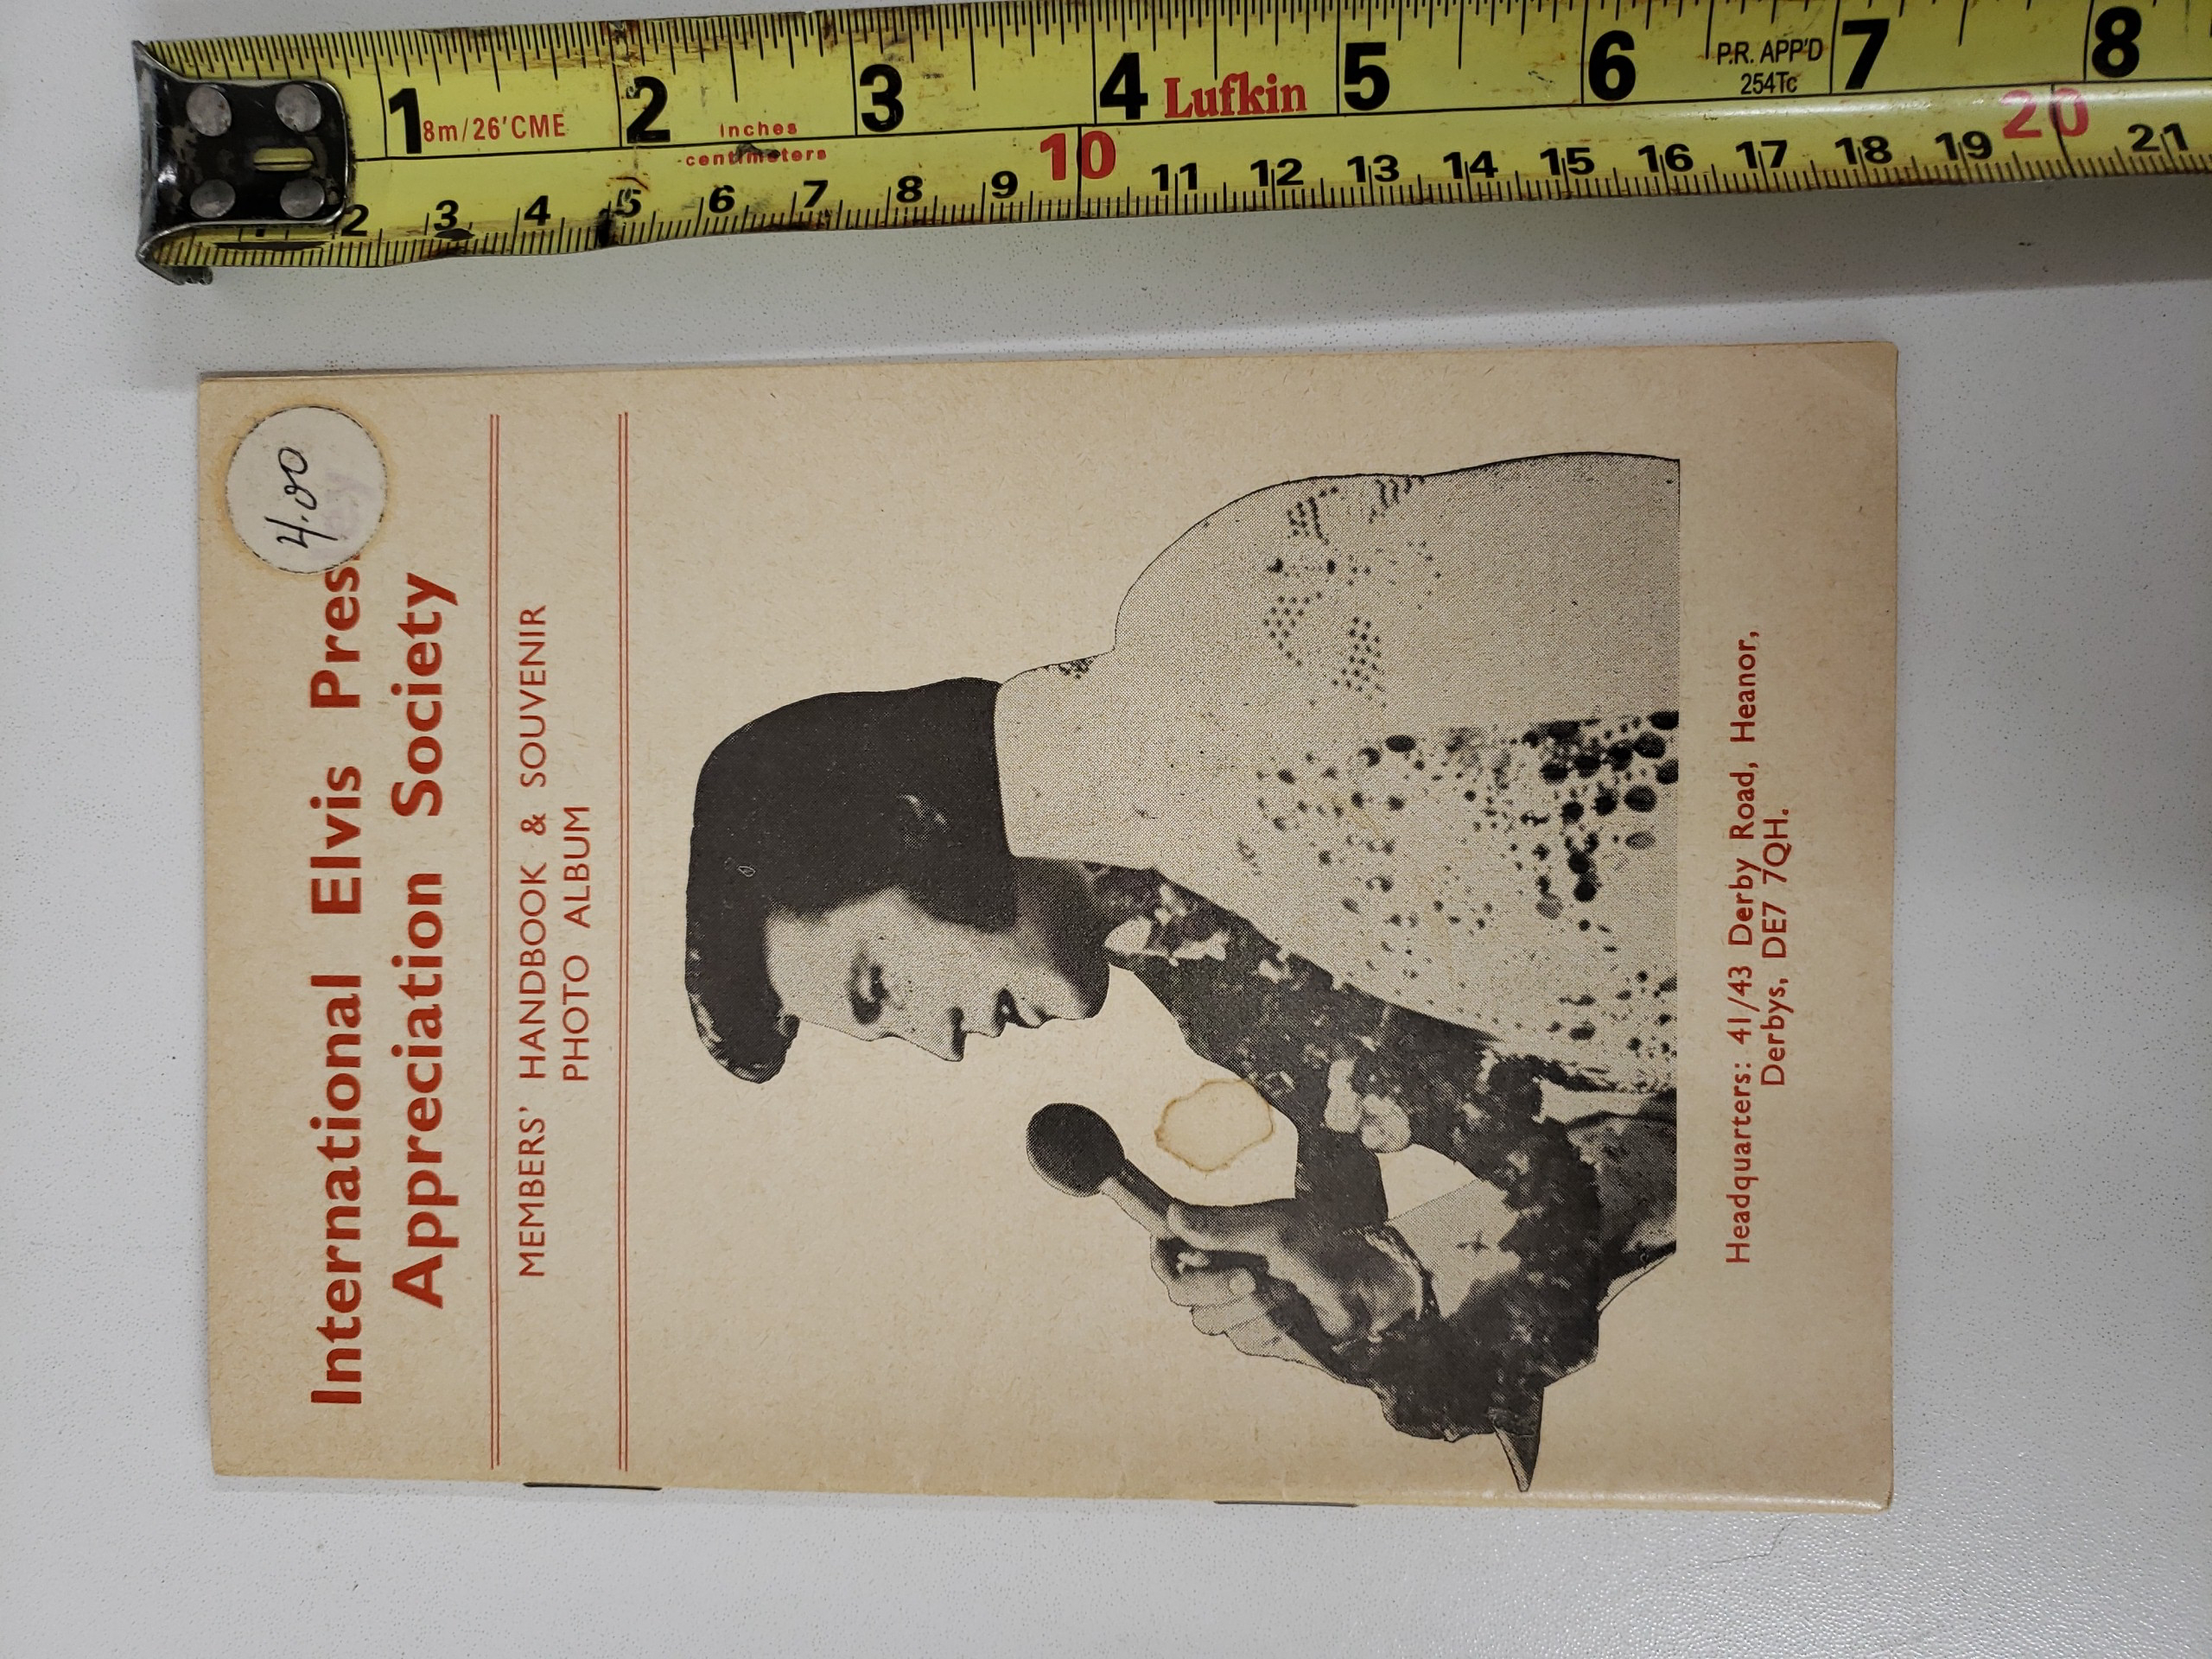 1 2 3 4 5 6 7 8
8m/26'CME
inches
centimeters
Lufkin
P.R. APP'D
254Tc
1 2 3 4 5 6 7 8 9 10 11 12 13 14 15 16 17 18 19 20 21
4.00
International Elvis Pres
Appreciation Society
MEMBERS' HANDBOOK & SOUVENIR
PHOTO ALBUM
Headquarters: 41/43 Derby Road, Heanor,
Derbys, DE7 7QH.